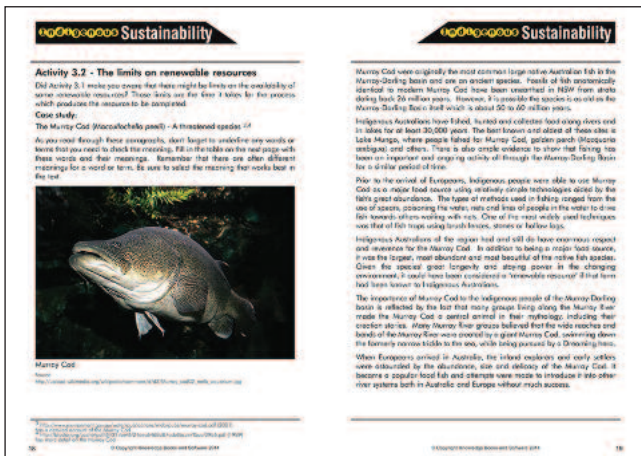 Indigenous Sustainability
Activity 3.2 - The limits on renewable resources
Did Activity 3.1 make you aware that there might be limits on the availability of
some renewable resources? These limits are the time it takes for the process
which produces the resource to be completed.
Case study:
The Murray Cod (Maccullochella peelii) - A threatened species
As you read through these paragraphs, don't forget to underline any words or
terms that you need to check the meaning. Fill in the table on the next page with
these words and their meanings. Remember that there are often different
meanings for a word or term. Be sure to select the meaning that works best in
the text.
Murray Cod
18
© Copyright Knowledge Books and Software 2014
Indigenous Sustainability
Murray Cod were originally the most common large native Australian fish in the
Murray-Darling Basin and are an ancient species. Fossils of fish anatomically
identical to modern Murray Cod have been unearthed in NSW from strata
dating back 26 million years. However, it is possible the species is as old as the
Murray-Darling Basin itself which is about 50 to 60 million years.
Indigenous Australians have fished, hunted and collected food along rivers and
in lakes for at least 30,000 years. The best known and oldest of these sites is
Lake Mungo, where people fished for Murray Cod, golden perch (Macquaria
ambigua) and others. There is also ample evidence to show that fishing has
been an important and ongoing activity all through the Murray-Darling Basin
for a similar period of time.
Prior to the arrival of Europeans, Indigenous people were able to use Murray
Cod as a major food source using relatively simple technologies aided by the
fish's great abundance. The types of methods used in fishing ranged from the
use of spears, poisoning the water, nets and lines of people in the water to drive
fish towards others waiting with nets. One of the most widely used techniques
was that of fish traps using brush fences, stones or hollow logs.
Indigenous Australians of the region had and still do have enormous respect
and reverence for the Murray Cod. In addition to being a major food source,
it was the largest, most abundant and most beautiful of the native fish species.
Given the species' great longevity and staying power in the changing
environment, it could have been considered a 'renewable resource' if that term
had been known to Indigenous Australians.
The importance of Murray Cod to the Indigenous people of the Murray Darling
basin is reflected by the fact that many groups living along the Murray River
made the Murray Cod a central animal in their mythology, including their
creation stories. Many Murray River groups believed that the wide reaches and
bends of the Murray River were created by a giant Murray Cod, swimming down
the formerly narrow trickle to the sea, while being pursued by a Dreaming hero.
When Europeans arrived in Australia, the inland explorers and early settlers
were astounded by the abundance, size and delicacy of the Murray Cod. It
became a popular food fish and attempts were made to introduce it into other
river systems both in Australia and Europe without much success.
© Copyright Knowledge Books and Software 2014
19